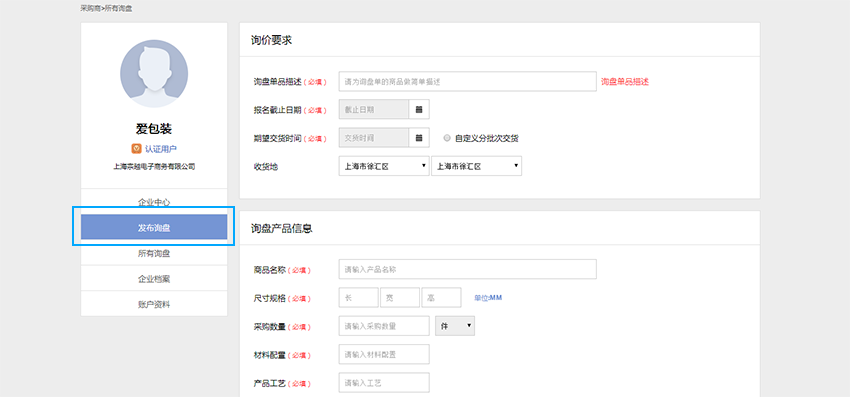 采购商>所有询盘
爱包装
认证用户
上海宗越电子商务有限公司
企业中心
发布询盘
所有询盘
企业档案
账户资料
询价要求
询盘单品描述 (必填) 请为询盘单的商品做简单描述 询盘单品描述
报名截止日期 (必填) 截止日期
期望交货时间 (必填) 交货时间 自定义分批次交货
收货地 上海市徐汇区 上海市徐汇区
询盘产品信息
商品名称 (必填) 请输入产品名称
尺寸规格 (必填) 长 宽 高 单位:MM
采购数量 (必填) 请输入采购数量 件
材料配置 (必填) 请输入材料配置
产品工艺 (必填) 请输入工艺